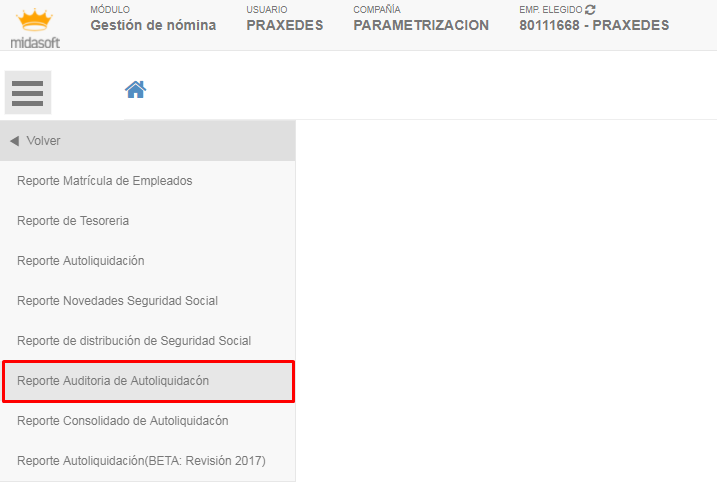 midasoft
MÓDULO
Gestión de nómina
USUARIO
PRAXEDES
COMPAÑÍA
PARAMETRIZACION
EMP. ELEGIDO
80111668 - PRAXEDES
Volver
Reporte Matrícula de Empleados
Reporte de Tesoreria
Reporte Autoliquidación
Reporte Novedades Seguridad Social
Reporte de distribución de Seguridad Social
Reporte Auditoria de Autoliquidacón
Reporte Consolidado de Autoliquidacón
Reporte Autoliquidación(BETA: Revisión 2017)